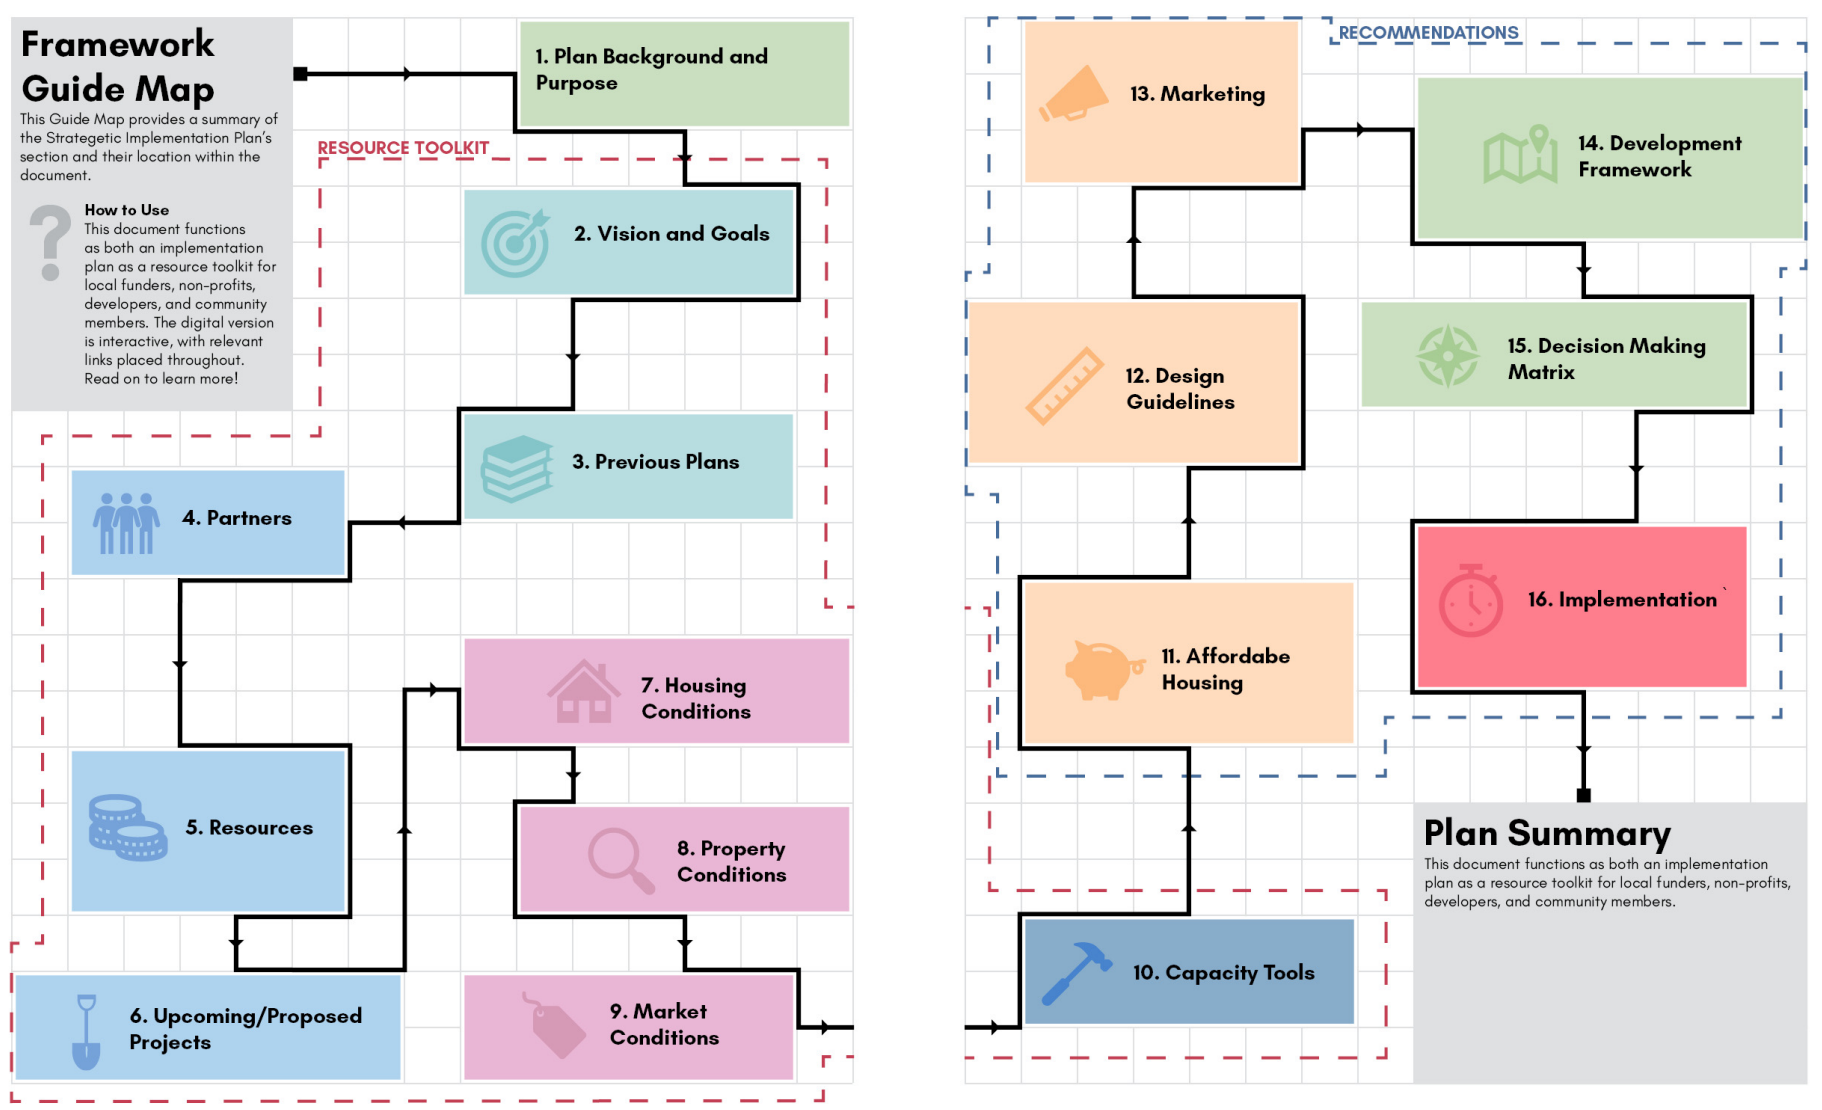 Framework
Guide Map
This Guide Map provides a summary of
the Strategetic Implementation Plan's
section and their location within the
document.
How to Use
This document functions
as both an implementation
plan as a resource toolkit for
local funders, non-profits,
developers, and community
members. The digital version
is interactive, with relevant
links placed throughout.
Read on to learn more!
1. Plan Background and
Purpose
RESOURCE TOOLKIT
2. Vision and Goals
3. Previous Plans
4. Partners
5. Resources
6. Upcoming/Proposed
Projects
7. Housing
Conditions
8. Property
Conditions
9. Market
Conditions
10. Capacity Tools
11. Affordabe
Housing
12. Design
Guidelines
13. Marketing
RECOMMENDATIONS
14. Development
Framework
15. Decision Making
Matrix
16. Implementation `
Plan Summary
This document functions as both an implementation
plan as a resource toolkit for local funders, non-profits,
developers, and community members.